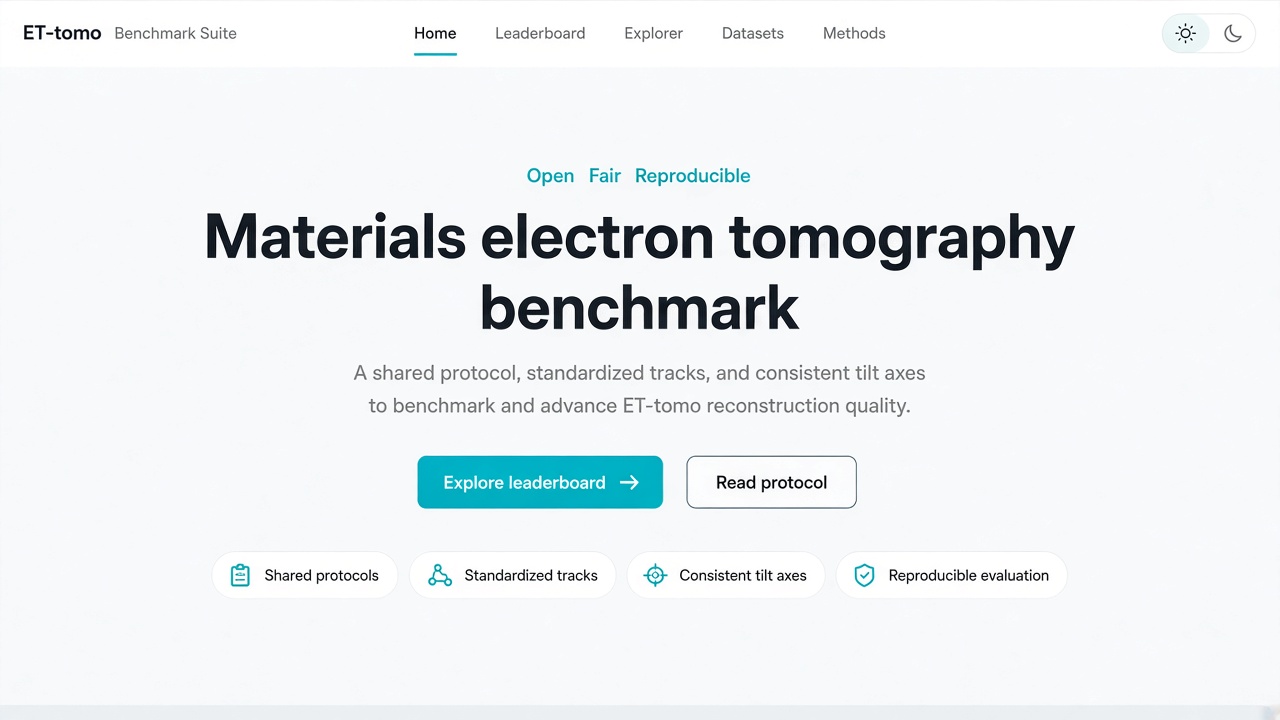 ET-tomo Benchmark Suite
Home Leaderboard Explorer Datasets Methods
Open Fair Reproducible
Materials electron tomography
benchmark
A shared protocol, standardized tracks, and consistent tilt axes
to benchmark and advance ET-tomo reconstruction quality.
Explore leaderboard →
Read protocol
Shared protocols
Standardized tracks
Consistent tilt axes
Reproducible evaluation